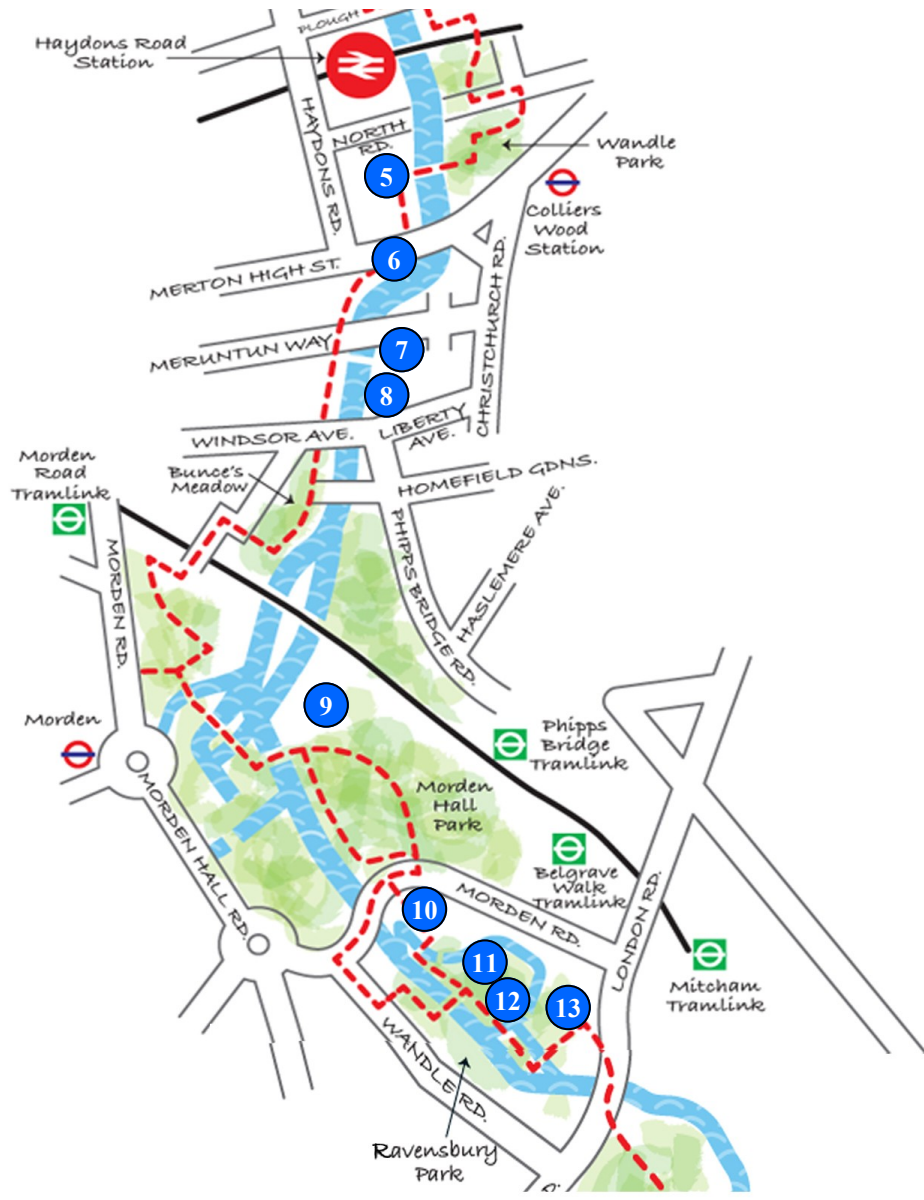 PLOUGH
Haydons Road
Station
HAYDONS RD.
NORTH
RD.
Wandle
Park
5
Colliers
Wood
Station
6
MERTON HIGH ST.
CHRISTCHURCH RD.
MERUNTUN WAY
7
8
LIBERTY
AVE.
WINDSOR AVE.
Morden
Road
Tramlink
Bunce's
Meadow
HOMEFIELD GDNS.
HASLEMERE AVE.
PHIPPS BRIDGE RD.
MORDEN RD.
9
Morden
Phipps
Bridge
Tramlink
Morden
Hall
Park
MORDEN HALL RD.
Belgrave
Walk
Tramlink
MORDEN RD.
LONDON RD.
10
11
12
13
Mitcham
Tramlink
WANDLE RD.
Ravensbury
Park